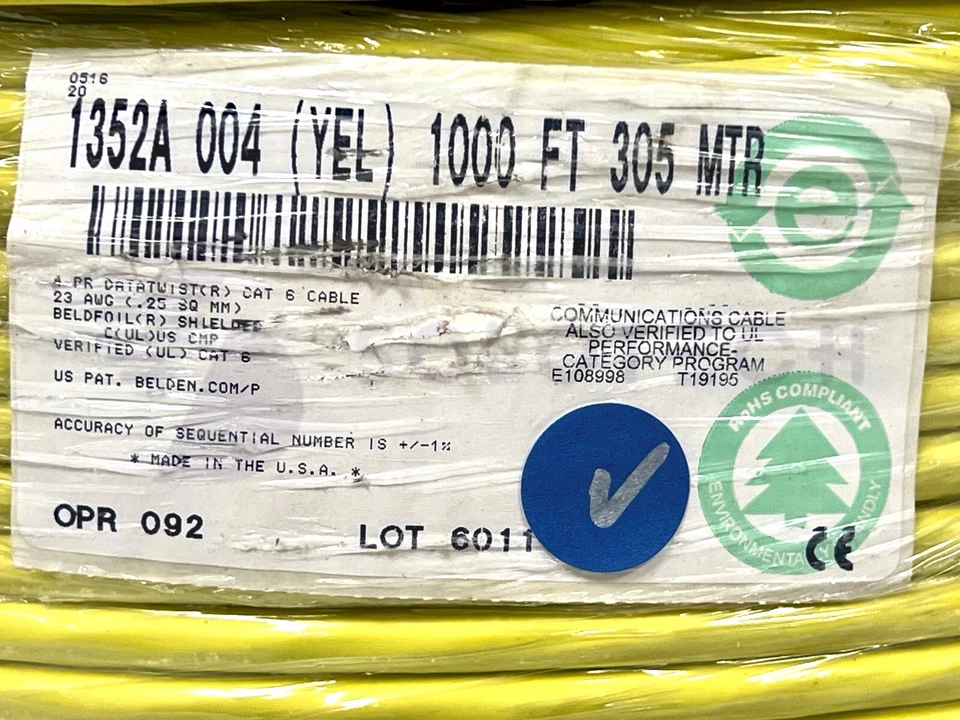 0516
20
1352A 004 (YEL) 1000 FT 305 MTR
4 PR DATATWIST(R) CAT 6 CABLE
23 AWG (.25 SQ MM)
BELDFOIL(R) SHIELDED
C(UL)US CMP
VERIFIED (UL) CAT 6
US PAT. BELDEN.COM/P
ACCURACY OF SEQUENTIAL NUMBER IS +/-1%
* MADE IN THE U.S.A. *
OPR 092
LOT 6011
COMMUNICATIONS CABLE
ALSO VERIFIED TO UL
PERFORMANCE-
CATEGORY PROGRAM
E108998 T19195
e
ROHS COMPLIANT
ENVIRONMENTALLY FRIENDLY
CE